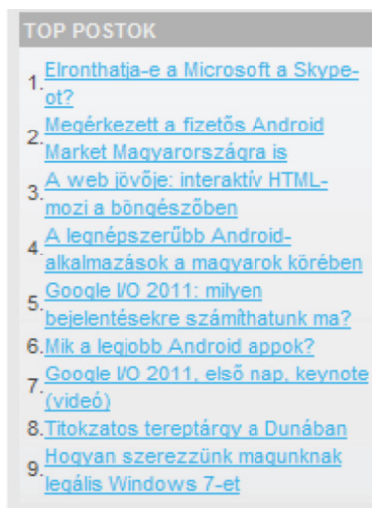 TOP POSTOK
1. Elronthatja-e a Microsoft a Skype-
ot?
2. Megérkezett a fizetős Android
Market Magyarországra is
3. A web jövője: interaktív HTML-
mozi a böngészőben
4. A legnépszerűbb Android-
alkalmazások a magyarok körében
5. Google I/O 2011: milyen
bejelentésekre számíthatunk ma?
6. Mik a legjobb Android appok?
7. Google I/O 2011, első nap, keynote
(videó)
8. Titokzatos tereptárgy a Dunában
9. Hogyan szerezzünk magunknak
legális Windows 7-et